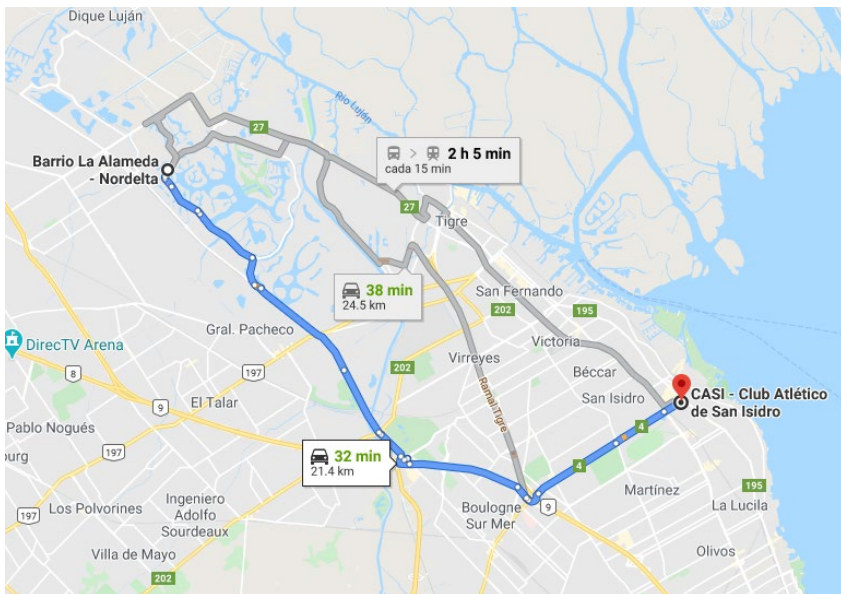 Dique Luján
27
Río Luján
Barrio La Alameda
- Nordelta
2 h 5 min
cada 15 min
27
Tigre
38 min
24.5 km
San Fernando
202
195
Gral. Pacheco
DirecTV Arena
8
197
202
Virreyes
Victoria
Béccar
Ramal Tigre
San Isidro
CASI - Club Atlético
de San Isidro
El Talar
9
Pablo Nogués
burg
32 min
21.4 km
4
4
197
Los Polvorines
Ingeniero
Adolfo
Sourdeaux
Boulogne
Sur Mer
9
Martínez
195
La Lucila
Villa de Mayo
Olivos
202